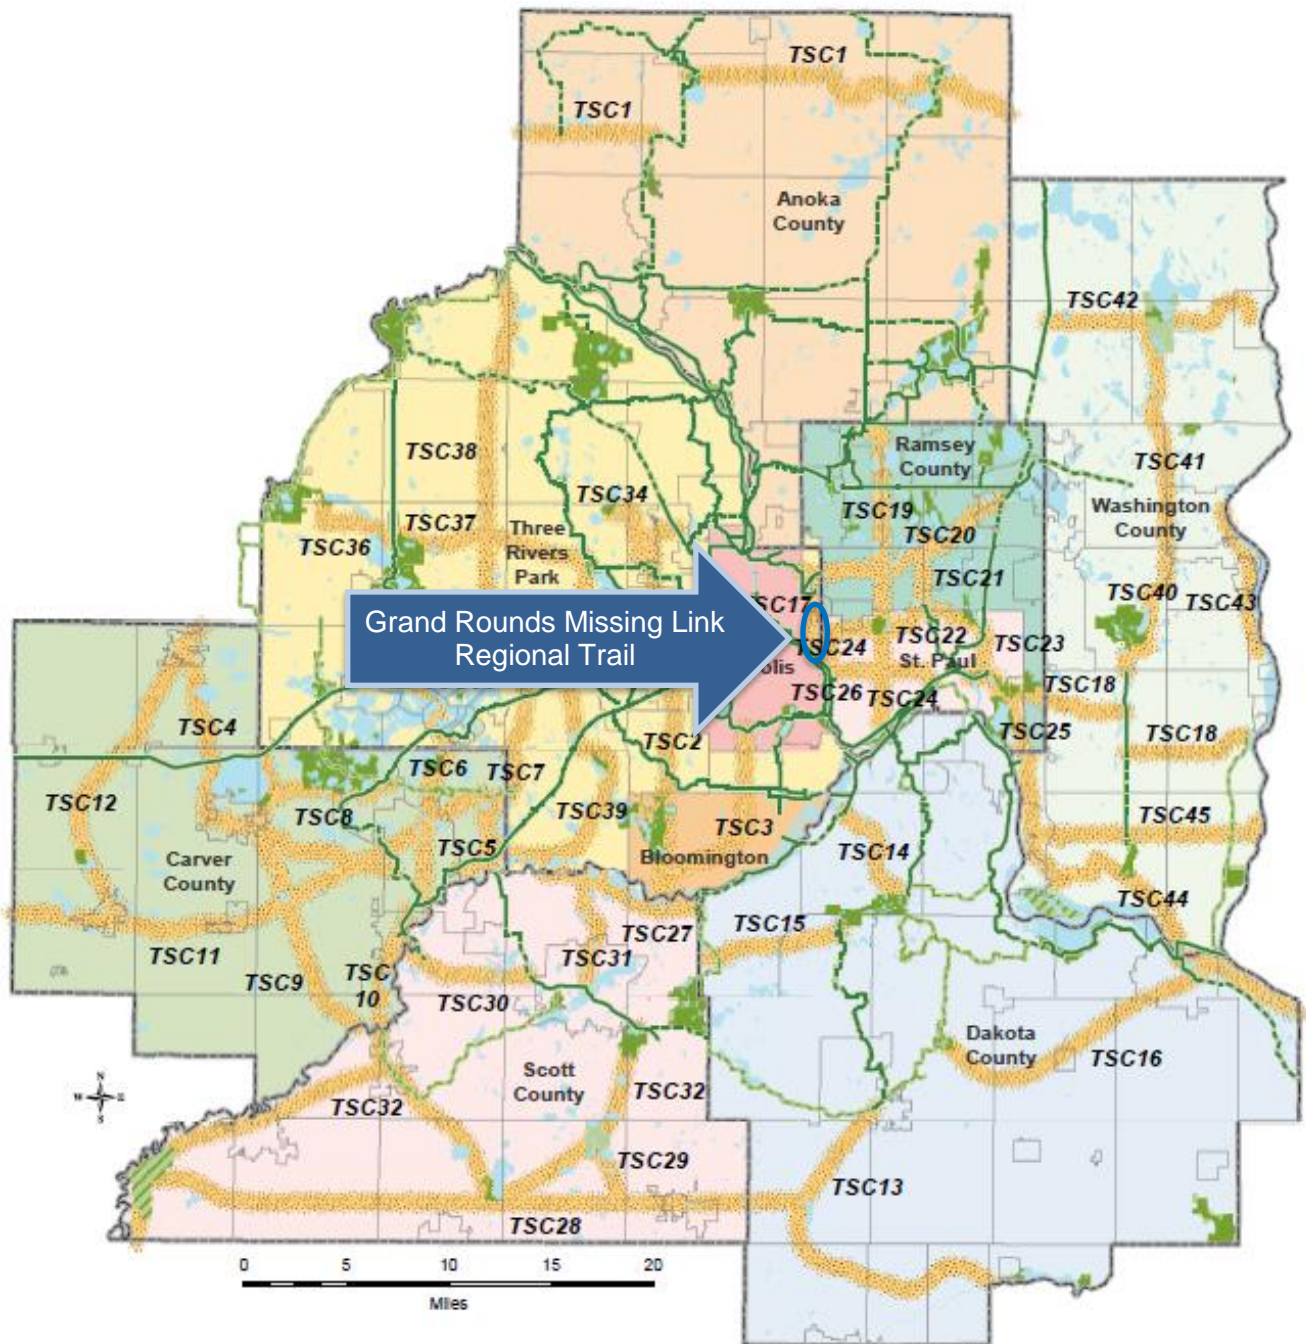 TSC1
TSC1
Anoka
County
TSC42
Ramsey
County
TSC38
TSC41
TSC34
TSC19
Washington
County
TSC37
Three
Rivers
Park
TSC36
TSC20
TSC21
TSC40
TSC43
SC17
Grand Rounds Missing Link
Regional Trail
TSC22
TSC23
TSC24
St. Paul
olis
TSC18
TSC26
TSC24
TSC4
TSC25
TSC2
TSC18
TSC6
TSC7
TSC12
TSC8
TSC39
TSC3
TSC45
TSC5
TSC14
Bloomington
Carver
County
TSC44
TSC15
TSC27
TSC11
TSC31
TSC9
TSC
10
TSC30
Dakota
County
TSC16
Scott
County
N
W E
S
TSC32
TSC32
TSC29
TSC13
TSC28
0 5 10 15 20
Miles